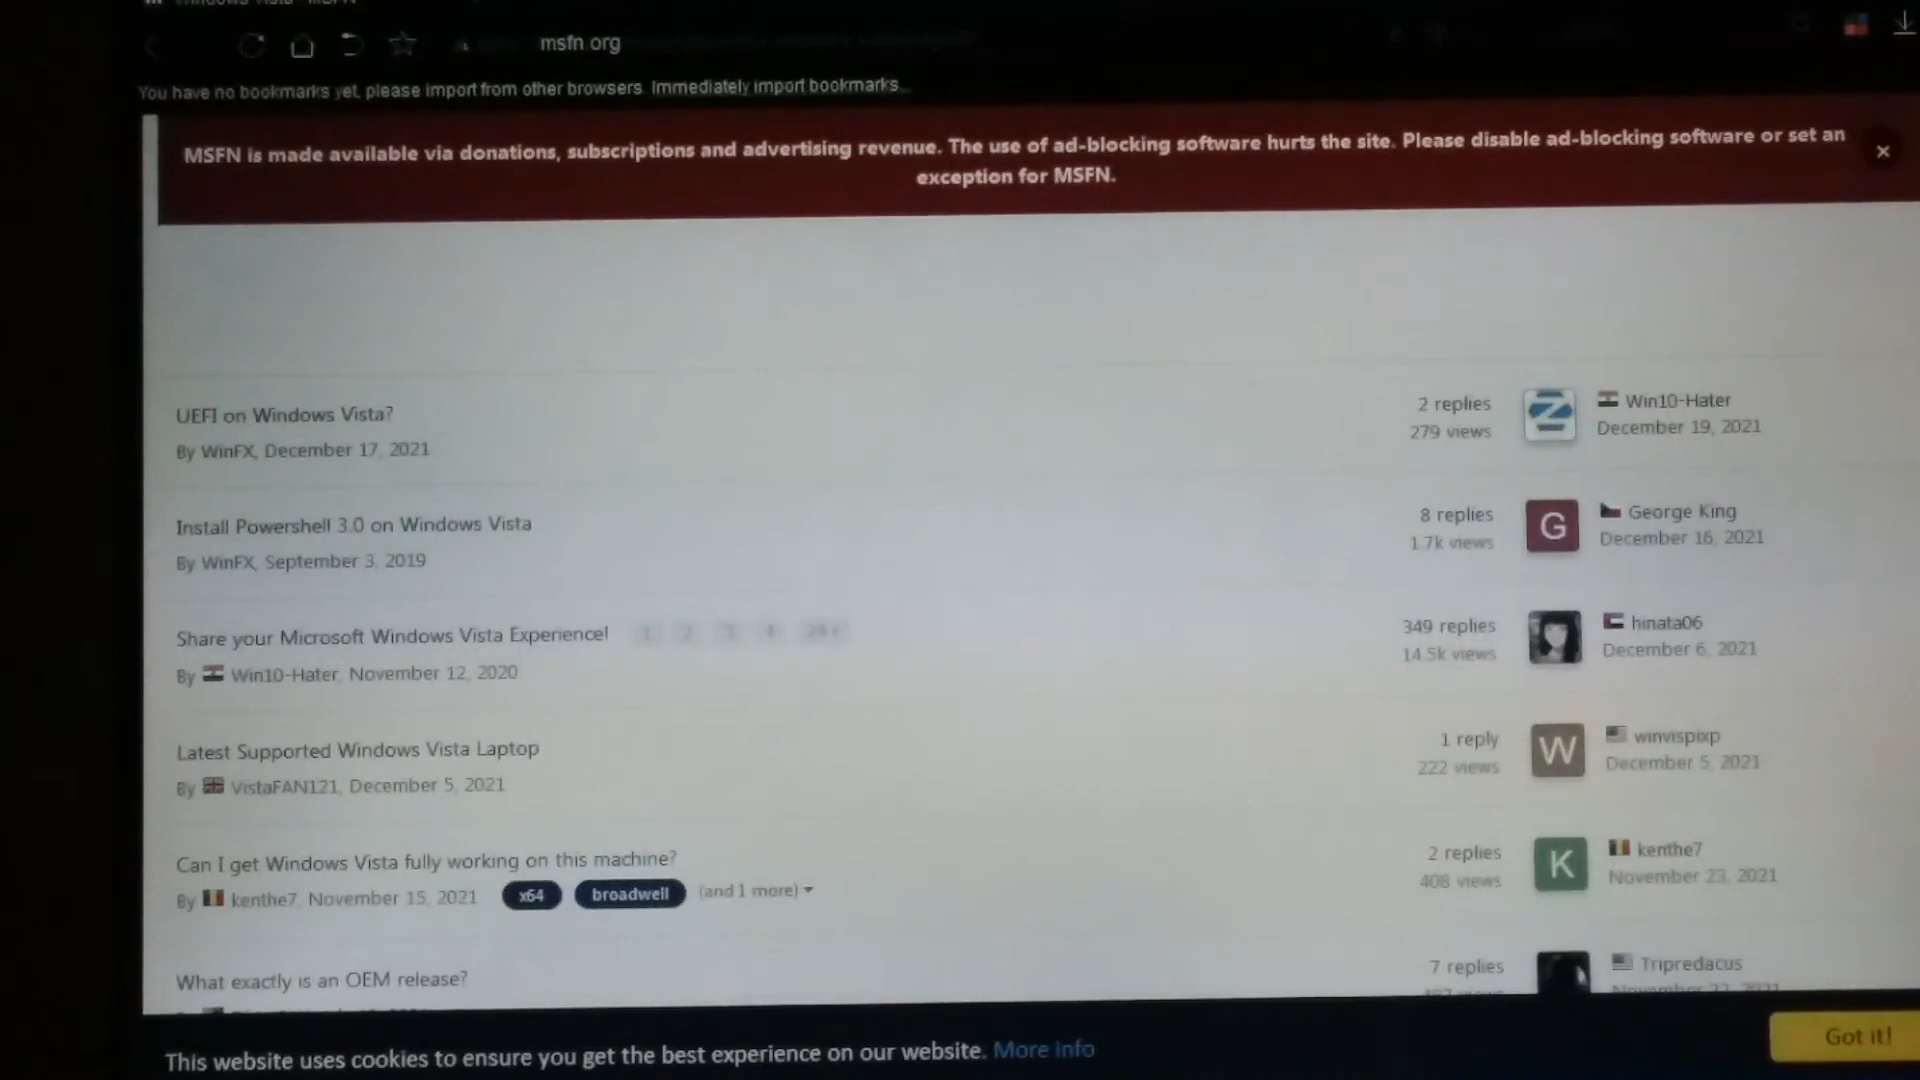 msfn org
You have no bookmarks yet, please import from other browsers. Immediately import bookmarks...
MSFN is made available via donations, subscriptions and advertising revenue. The use of ad-blocking software hurts the site. Please disable ad-blocking software or set an
exception for MSFN.
×
UEFI on Windows Vista?
By WinFX, December 17, 2021
2 replies
279 views
Win10-Hater
December 19, 2021
Install Powershell 3.0 on Windows Vista
By WinFX, September 3, 2019
8 replies
1.7k views
G
George King
December 16, 2021
Share your Microsoft Windows Vista Experience!
1 2 3 4
By Win10-Hater, November 12, 2020
349 replies
14.5k views
hinata06
December 6, 2021
Latest Supported Windows Vista Laptop
By VistaFAN121, December 5, 2021
1 reply
222 views
W
winvispixp
December 5, 2021
Can I get Windows Vista fully working on this machine?
By kenthe7, November 15, 2021 x64 broadwell (and 1 more)
2 replies
408 views
K
kenthe7
November 23, 2021
What exactly is an OEM release?
7 replies
Tripredacus
This website uses cookies to ensure you get the best experience on our website. More info
Got it!